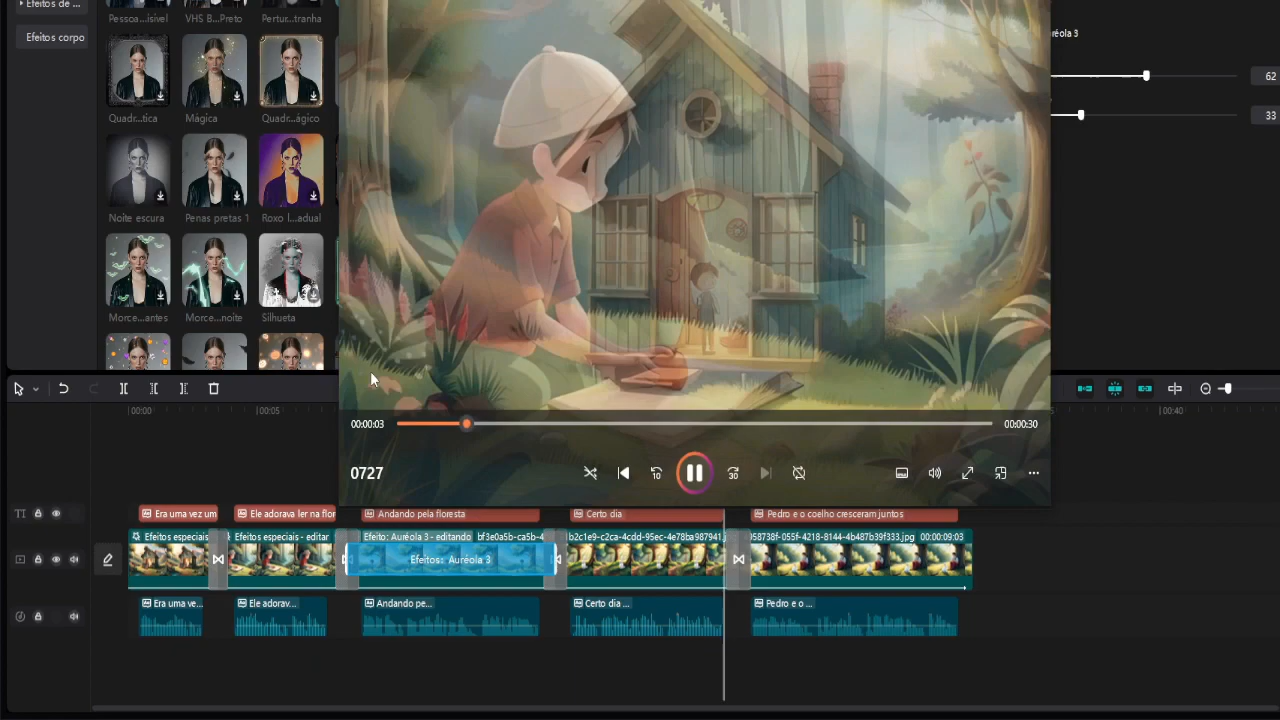 Efeitos de ...
Pessoa...isível
VHS B...Preto
Pertur...tranha
Efeitos corpo
Quadr...tica
Mágica
Quadr...ágico
Noite escura
Penas pretas 1
Roxo l...adual
Morce...antes
Morce...noite
Silhueta
réola 3
62
33
00:00
00:05
00:40
00:00:03
00:00:30
0727
10
30
TI
Era uma vez um
Ele adorava ler na flor
Andando pela floresta
Certo dia
Pedro e o coelho cresceram juntos
Efeitos especiais
Efeitos especiais - editar
Efeito: Auréola 3 - editando
bf3e0a5b-ca5b-4
b2c1e9-c2ca-4cdd-95ec-4e78ba987941.j
058738f-055f-4218-8144-4b487b39f333.jpg
00:00:09:03
Efeitos: Auréola 3
Era uma ve...
Ele adorav...
Andando pe...
Certo dia ...
Pedro e o ...